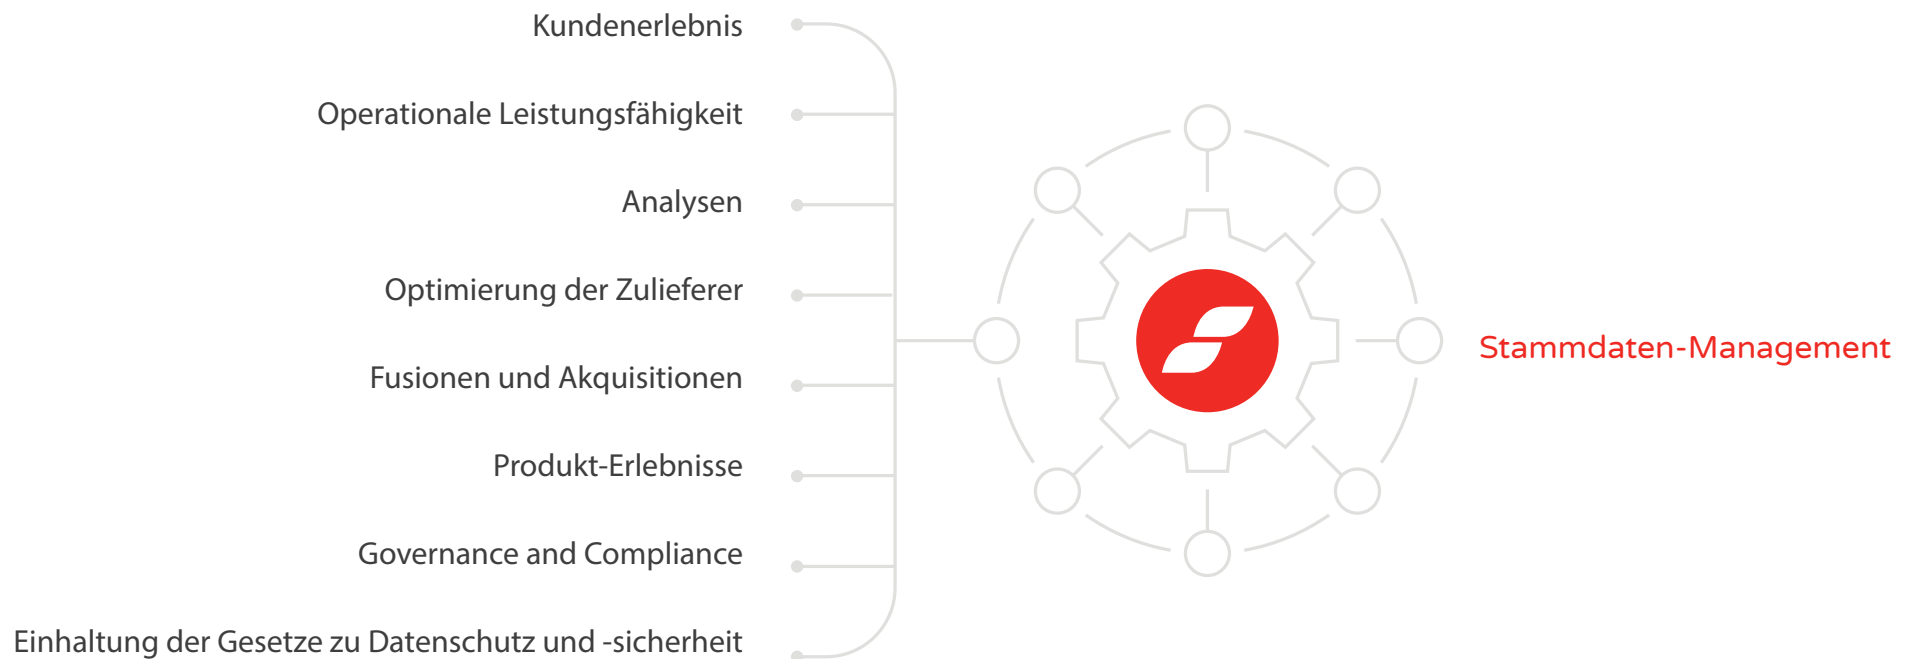 Kundenerlebnis
Operationale Leistungsfähigkeit
Analysen
Optimierung der Zulieferer
Fusionen und Akquisitionen
Produkt-Erlebnisse
Governance and Compliance
Einhaltung der Gesetze zu Datenschutz und -sicherheit
Stammdaten-Management